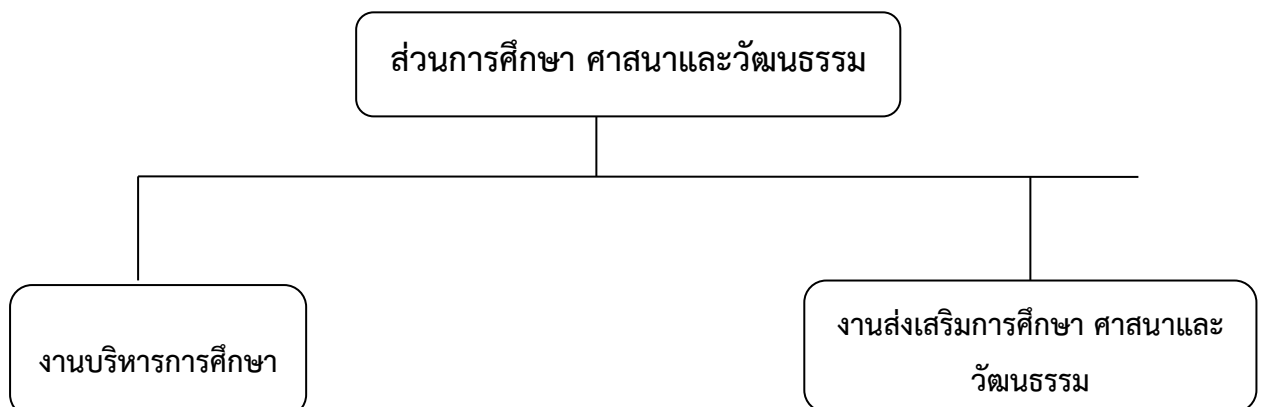 ส่วนการศึกษา ศาสนาและวัฒนธรรม
งานบริหารการศึกษา
งานส่งเสริมการศึกษา ศาสนาและ
วัฒนธรรม